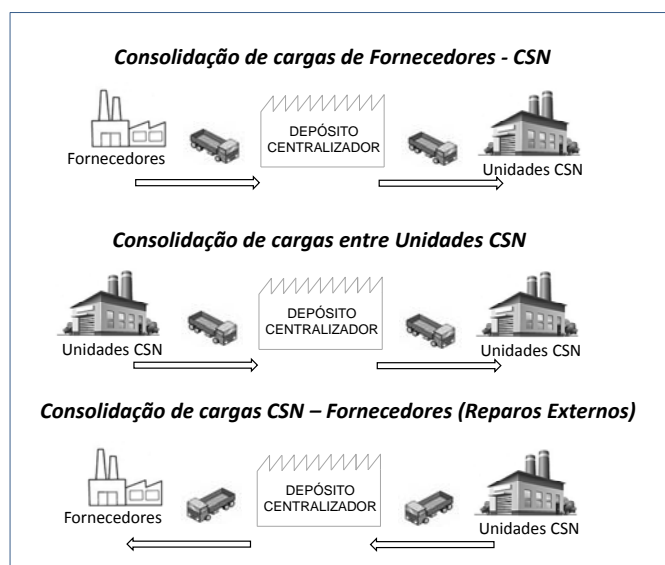 Consolidação de cargas de Fornecedores - CSN
DEPÓSITO
CENTRALIZADOR
Fornecedores
Unidades CSN
Consolidação de cargas entre Unidades CSN
DEPÓSITO
CENTRALIZADOR
Unidades CSN
Unidades CSN
Consolidação de cargas CSN – Fornecedores (Reparos Externos)
DEPÓSITO
CENTRALIZADOR
Fornecedores
Unidades CSN